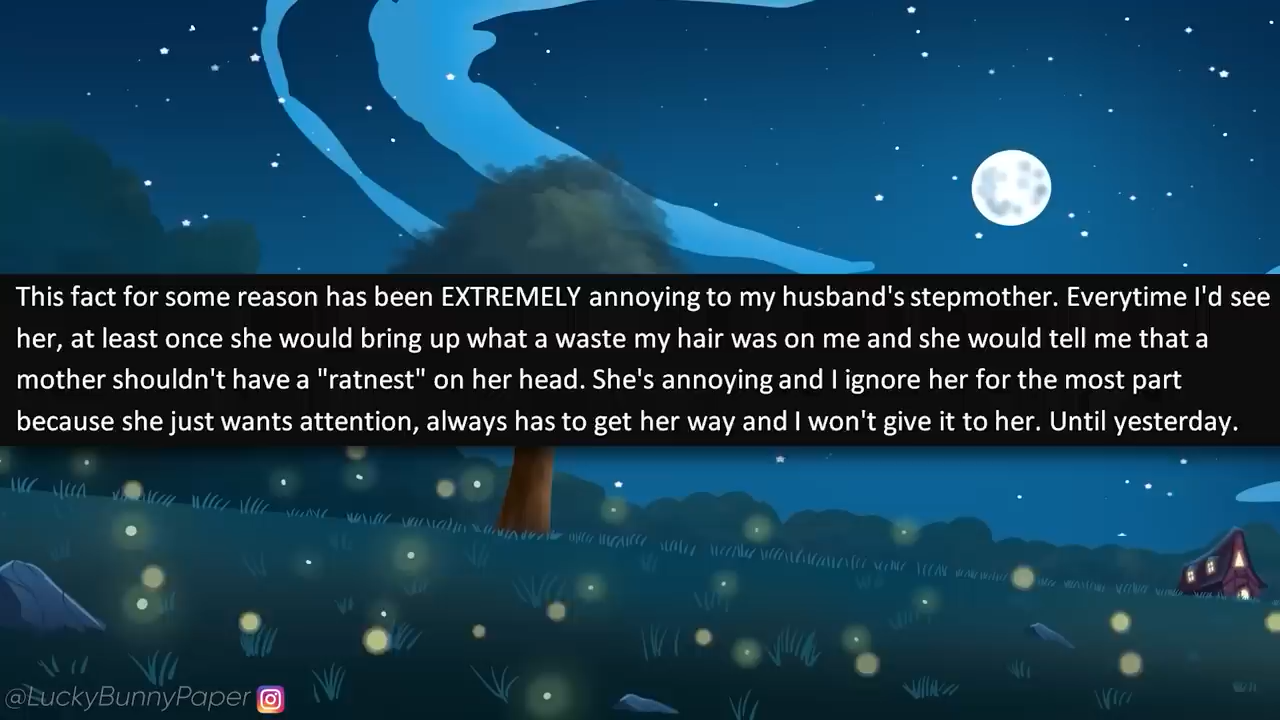 This fact for some reason has been EXTREMELY annoying to my husband's stepmother. Everytime I'd see
her, at least once she would bring up what a waste my hair was on me and she would tell me that a
mother shouldn't have a "ratnest" on her head. She's annoying and I ignore her for the most part
because she just wants attention, always has to get her way and I won't give it to her. Until yesterday.
@LuckyBunnyPaper